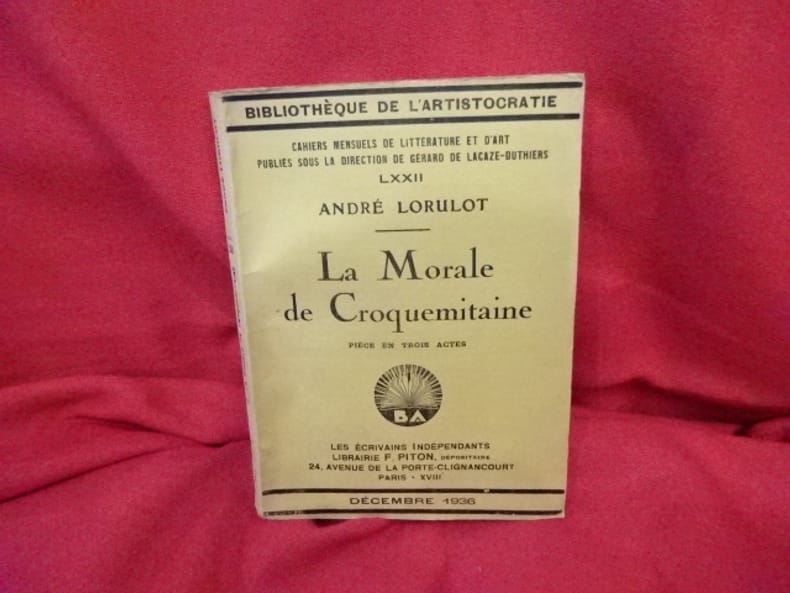 BIBLIOTHÈQUE DE L'ARTISTOCRATIE
CAHIERS MENSUELS DE LITTÉRATURE ET D'ART
PUBLIÉS SOUS LA DIRECTION DE GÉRARD DE LACAZE-DUTHIERS
LXXII
ANDRÉ LORULOT
La Morale
de Croquemitaine
PIÈCE EN TROIS ACTES
BA
LES ÉCRIVAINS INDÉPENDANTS
LIBRAIRIE F. PITON, DÉPOSITAIRE
24, AVENUE DE LA PORTE-CLIGNANCOURT
PARIS - XVIII
DÉCEMBRE 1936